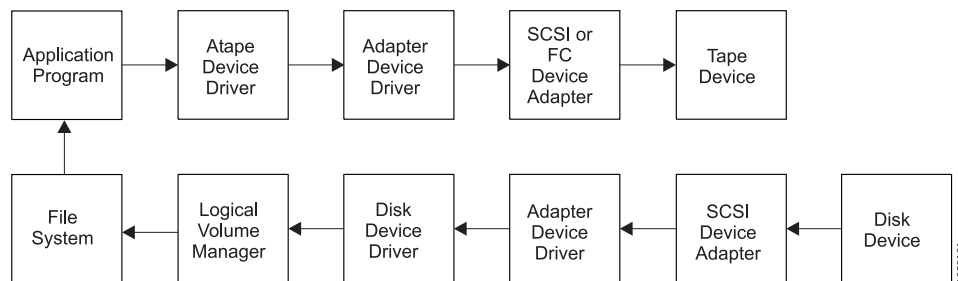 Application
Program
Atape
Device
Driver
Adapter
Device
Driver
SCSI or
FC
Device
Adapter
Tape
Device
File
System
Logical
Volume
Manager
Disk
Device
Driver
Adapter
Device
Driver
SCSI
Device
Adapter
Disk
Device